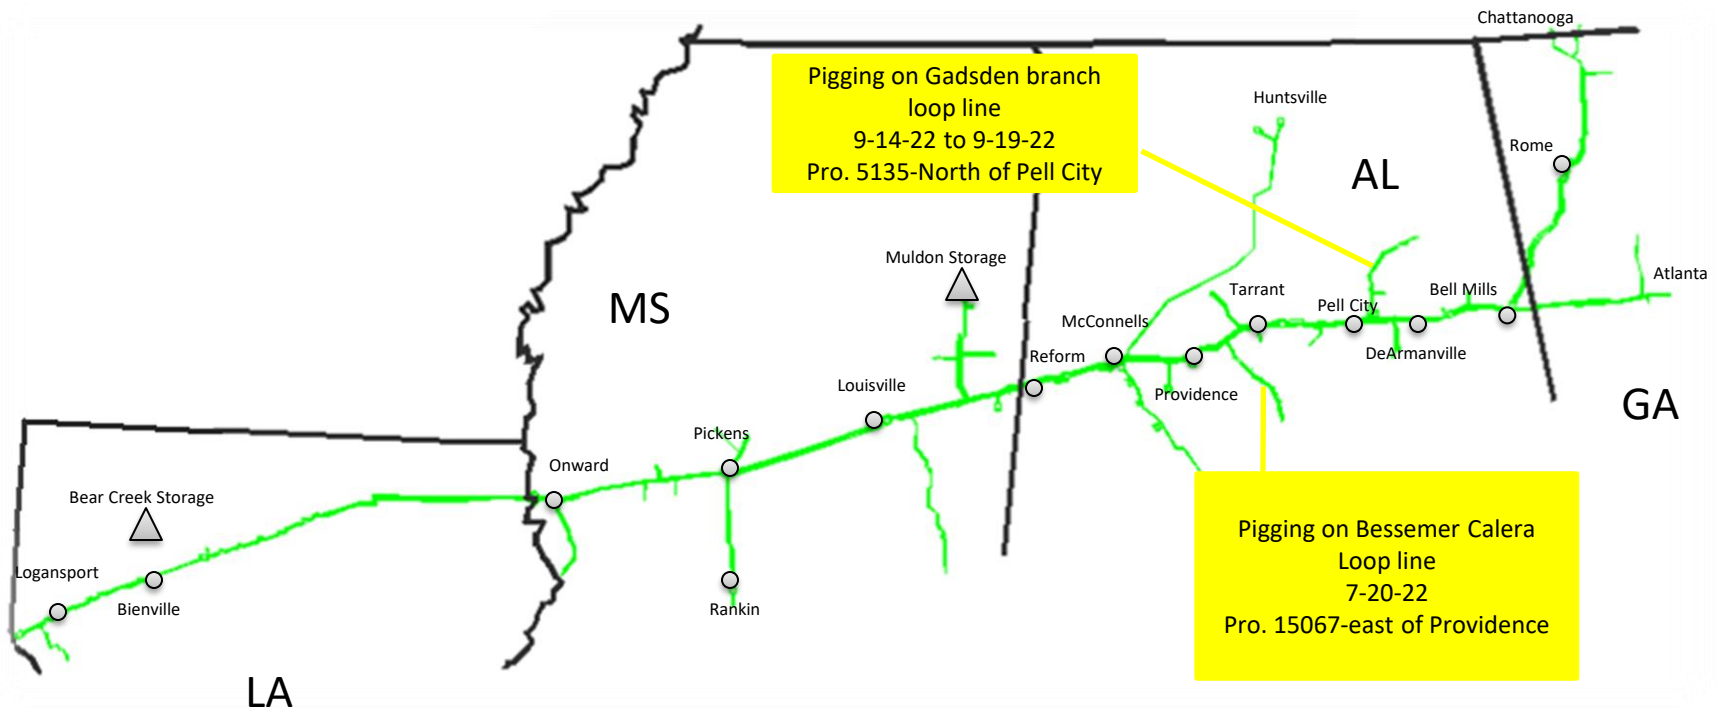 Chattanooga
Pigging on Gadsden branch
loop line
9-14-22 to 9-19-22
Pro. 5135-North of Pell City
Huntsville
Rome
AL
Muldon Storage
Atlanta
MS
Tarrant
Bell Mills
Pell City
McConnells
DeArmanville
Reform
Louisville
Providence
GA
Pickens
Onward
Bear Creek Storage
Pigging on Bessemer Calera
Loop line
7-20-22
Pro. 15067-east of Providence
Logansport
Bienville
Rankin
LA